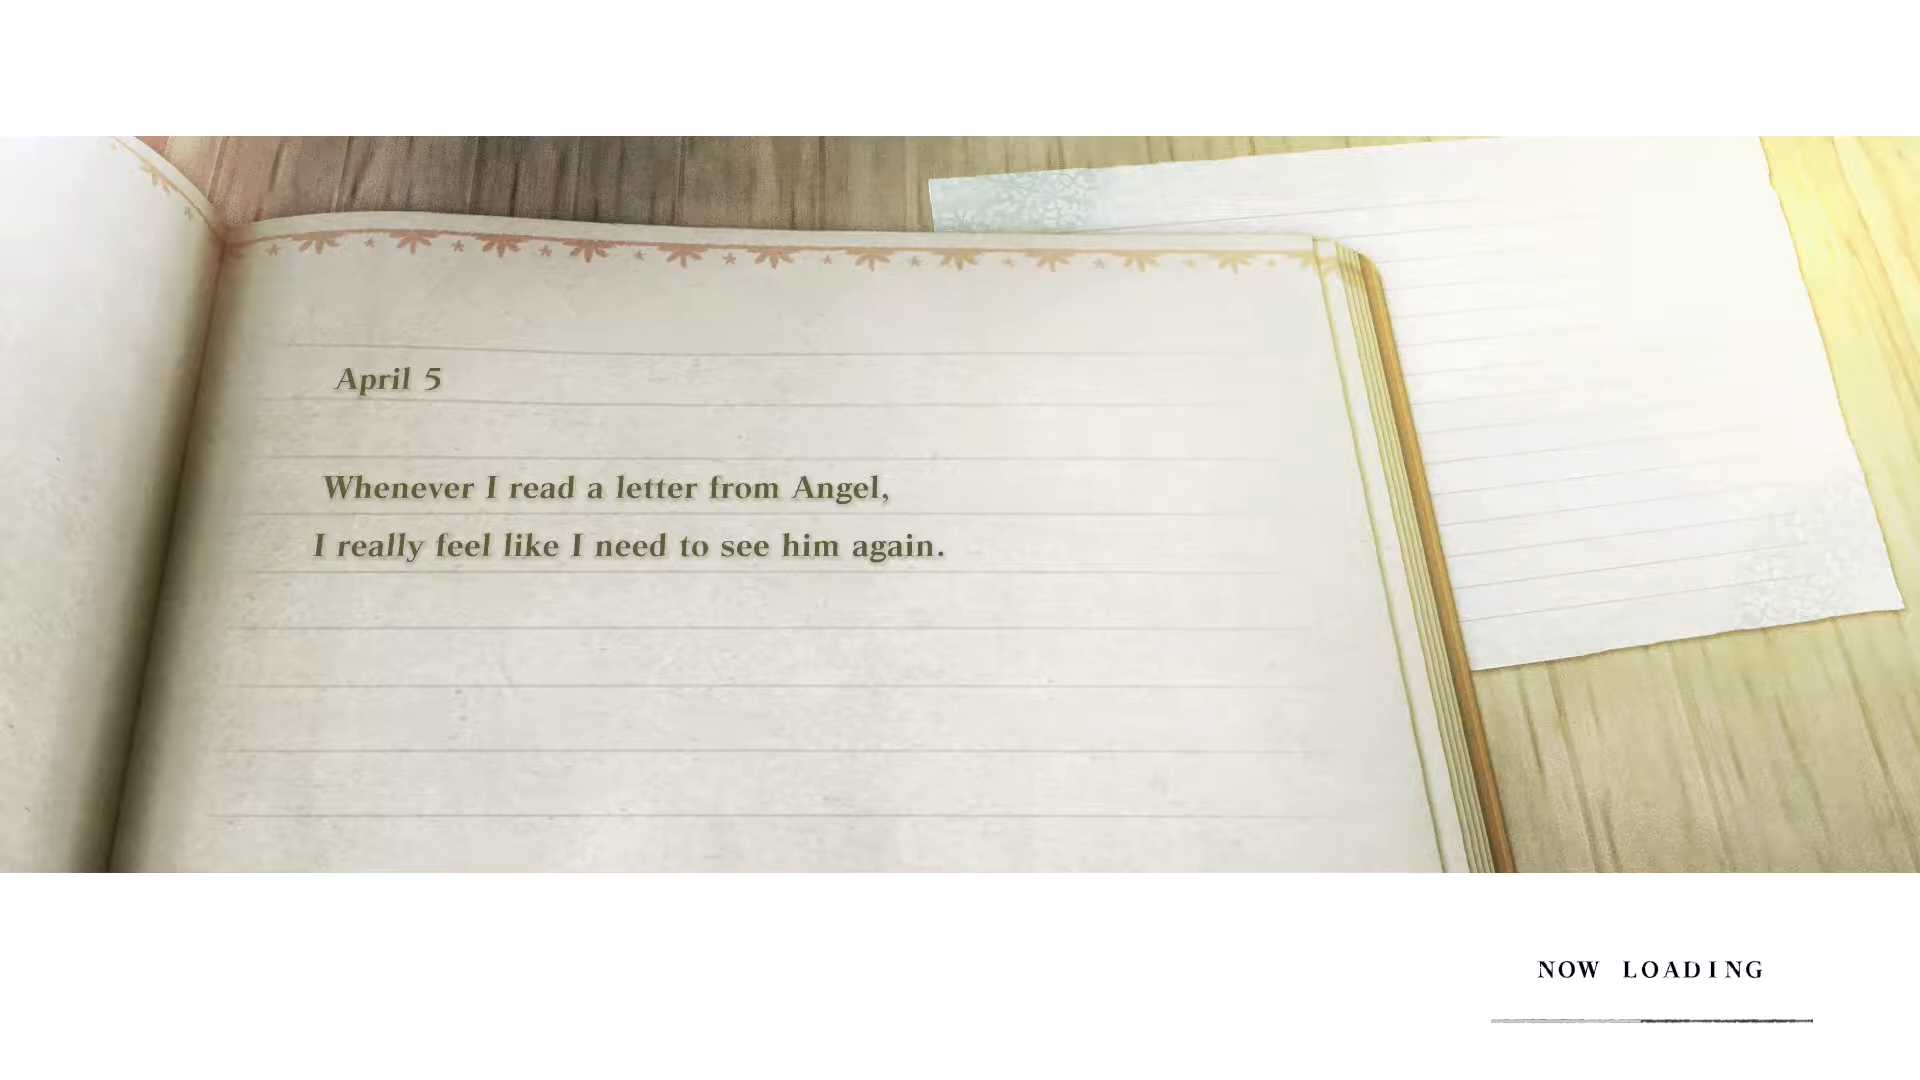 April 5
Whenever I read a letter from Angel,
I really feel like I need to see him again.
NOW LOADING